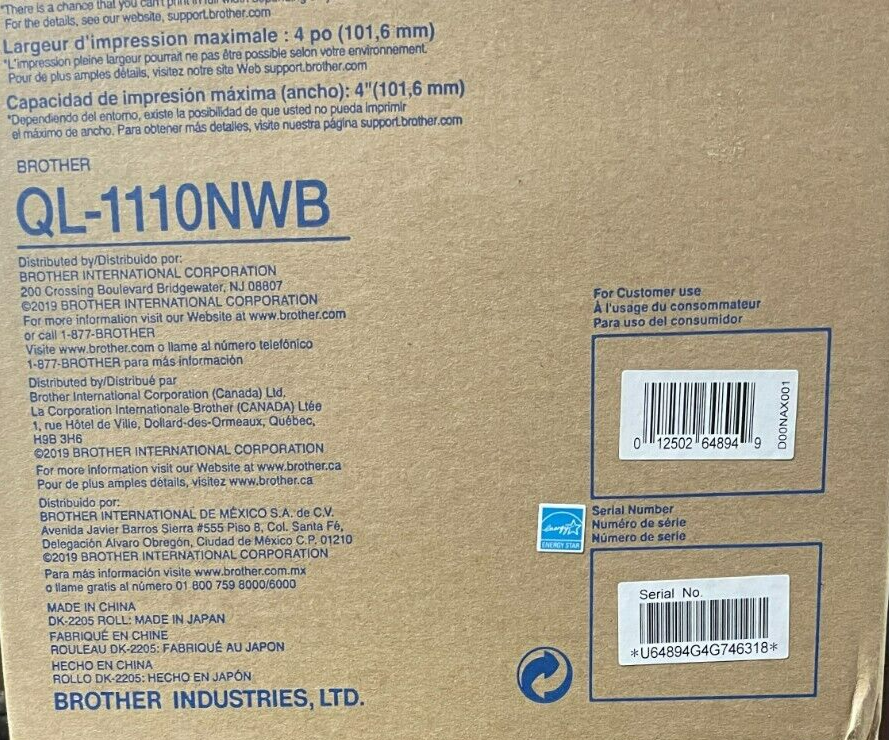 "There is a chance that you can't print in full width
For the details, see our website, support.brother.com
Largeur d'impression maximale : 4 po (101,6 mm)
*L'impression pleine largeur pourrait ne pas être possible selon votre environnement.
Pour de plus amples détails, visitez notre site Web support.brother.com
Capacidad de impresión máxima (ancho): 4"(101,6 mm)
*Dependiendo del entorno, existe la posibilidad de que usted no pueda imprimir
el máximo de ancho. Para obtener más detalles, visite nuestra página support.brother.com
BROTHER
QL-1110NWB
Distributed by/Distribuido por:
BROTHER INTERNATIONAL CORPORATION
200 Crossing Boulevard Bridgewater, NJ 08807
©2019 BROTHER INTERNATIONAL CORPORATION
For more information visit our Website at www.brother.com
or call 1-877-BROTHER
Visite www.brother.com o llame al número telefónico
1-877-BROTHER para más información
Distributed by/Distribué par
Brother International Corporation (Canada) Ltd.
La Corporation Internationale Brother (CANADA) Ltée
1, rue Hôtel de Ville, Dollard-des-Ormeaux, Québec,
H9B 3H6
©2019 BROTHER INTERNATIONAL CORPORATION
For more information visit our Website at www.brother.ca
Pour de plus amples détails, visitez www.brother.ca
Distribuido por:
BROTHER INTERNATIONAL DE MÉXICO S.A. de C.V.
Avenida Javier Barros Sierra #555 Piso 8, Col. Santa Fé,
Delegación Alvaro Obregón, Ciudad de México C.P. 01210
©2019 BROTHER INTERNATIONAL CORPORATION
Para más información visite www.brother.com.mx
o llame gratis al número 01 800 759 8000/6000
MADE IN CHINA
DK-2205 ROLL: MADE IN JAPAN
FABRIQUÉ EN CHINE
ROULEAU DK-2205: FABRIQUÉ AU JAPON
HECHO EN CHINA
ROLLO DK-2205: HECHO EN JAPÓN
BROTHER INDUSTRIES, LTD.
For Customer use
À l'usage du consommateur
Para uso del consumidor
0 12502 64894 9
D00NAX001
energy
ENERGY STAR
Serial Number
Numéro de série
Número de serie
Serial No.
*U64894G4G746318*